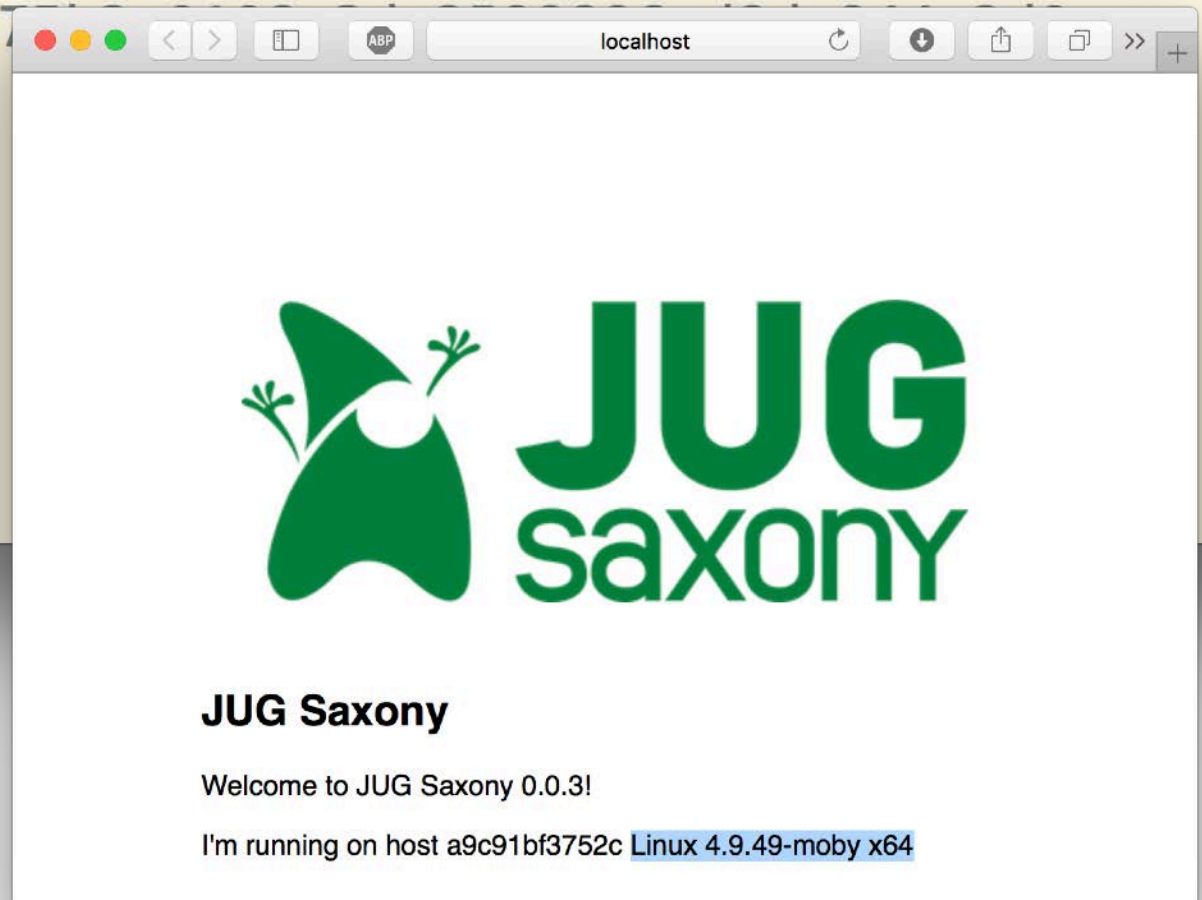 ABP
localhost
JUG
saxony
JUG Saxony
Welcome to JUG Saxony 0.0.3!
I'm running on host a9c91bf3752c Linux 4.9.49-moby x64